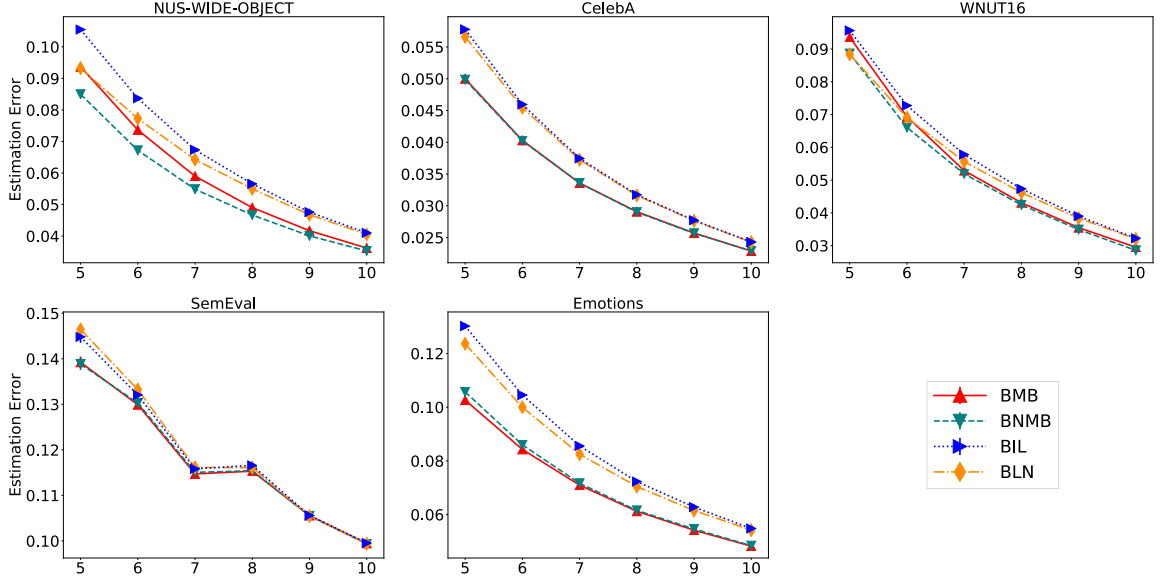 NUS-WIDE-OBJECT
CelebA
WNUT16
Estimation Error
0.10
0.09
0.08
0.07
0.06
0.05
0.04
5 6 7 8 9 10
0.055
0.050
0.045
0.040
0.035
0.030
0.025
5 6 7 8 9 10
0.09
0.08
0.07
0.06
0.05
0.04
0.03
5 6 7 8 9 10
SemEval
Emotions
Estimation Error
0.15
0.14
0.13
0.12
0.11
0.10
5 6 7 8 9 10
0.12
0.10
0.08
0.06
5 6 7 8 9 10
BMB
BNMB
BIL
BLN